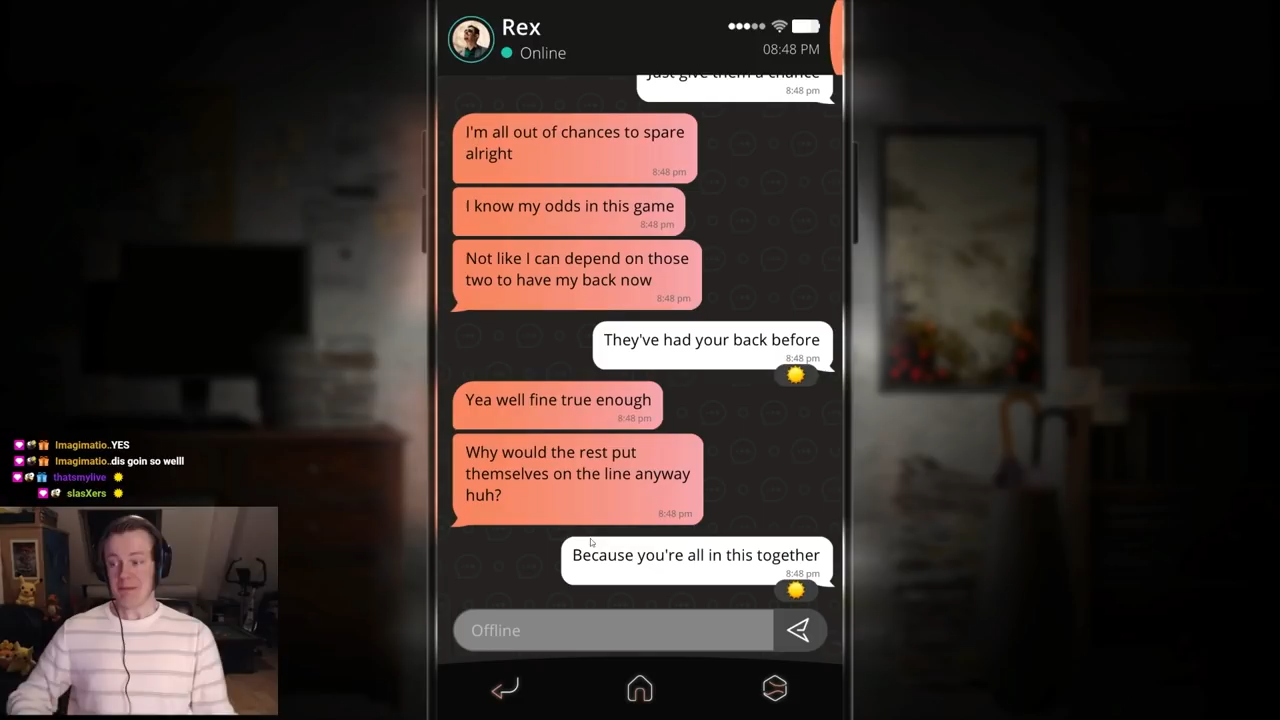 Rex
Online
08:48 PM
Just give them a chance
8:48 pm
I'm all out of chances to spare
alright
8:48 pm
I know my odds in this game
8:48 pm
Not like I can depend on those
two to have my back now
8:48 pm
They've had your back before
8:48 pm
Yea well fine true enough
8:48 pm
Why would the rest put
themselves on the line anyway
huh?
8:48 pm
Because you're all in this together
8:48 pm
Offline
Imagimatio..YES
Imagimatio..dis goin so welll
thatsmylive
slasXers